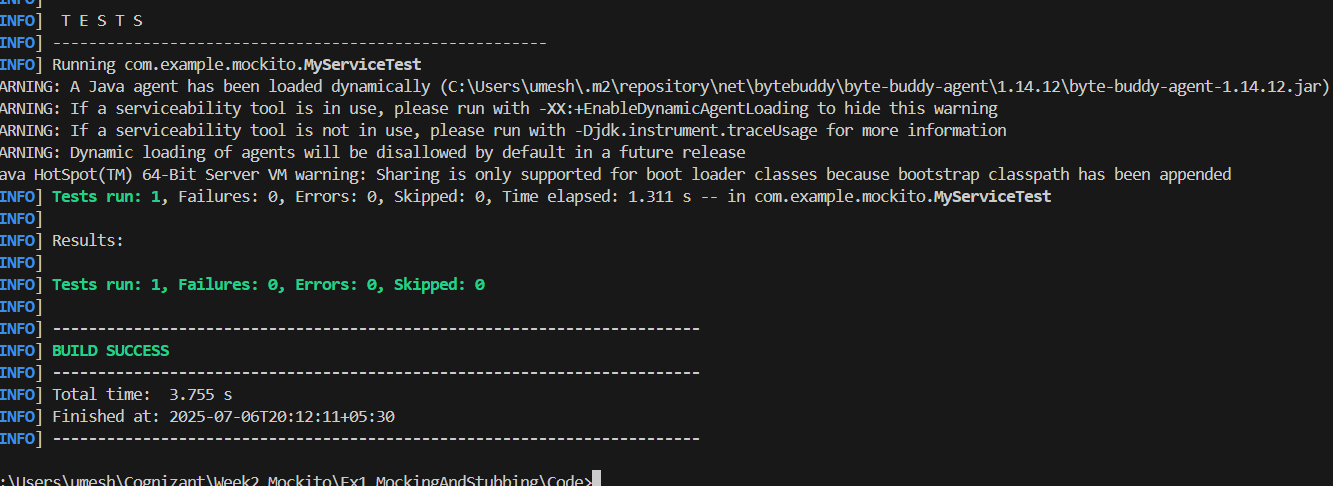 INFO]
INFO]  T E S T S
INFO] -------------------------------------------------------
INFO] Running com.example.mockito.MyServiceTest
ARNING: A Java agent has been loaded dynamically (C:\Users\umesh\.m2\repository\net\bytebuddy\byte-buddy-agent\1.14.12\byte-buddy-agent-1.14.12.jar)
ARNING: If a serviceability tool is in use, please run with -XX:+EnableDynamicAgentLoading to hide this warning
ARNING: If a serviceability tool is not in use, please run with -Djdk.instrument.traceUsage for more information
ARNING: Dynamic loading of agents will be disallowed by default in a future release
ava HotSpot(TM) 64-Bit Server VM warning: Sharing is only supported for boot loader classes because bootstrap classpath has been appended
INFO] Tests run: 1, Failures: 0, Errors: 0, Skipped: 0, Time elapsed: 1.311 s -- in com.example.mockito.MyServiceTest
INFO]
INFO] Results:
INFO]
INFO] Tests run: 1, Failures: 0, Errors: 0, Skipped: 0
INFO]
INFO] ------------------------------------------------------------------------
INFO] BUILD SUCCESS
INFO] ------------------------------------------------------------------------
INFO] Total time:  3.755 s
INFO] Finished at: 2025-07-06T20:12:11+05:30
INFO] ------------------------------------------------------------------------
:\Users\umesh\Cognizant\Week2_Mockito\Ex1_MockingAndStubbing\Code>